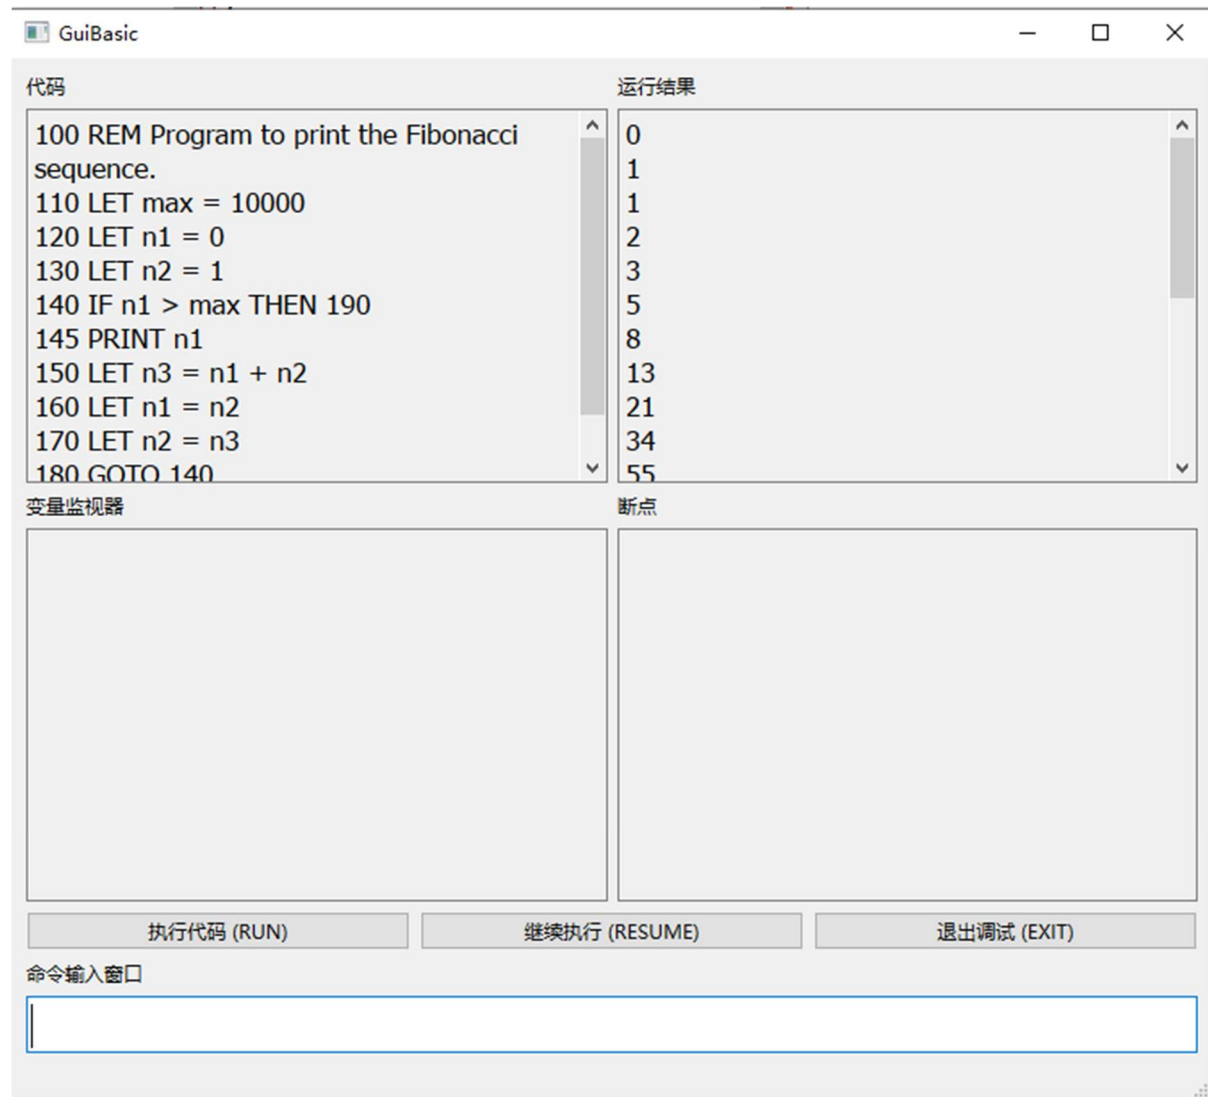 GuiBasic
代码
100 REM Program to print the Fibonacci
sequence.
110 LET max = 10000
120 LET n1 = 0
130 LET n2 = 1
140 IF n1 > max THEN 190
145 PRINT n1
150 LET n3 = n1 + n2
160 LET n1 = n2
170 LET n2 = n3
180 GOTO 140
运行结果
0
1
1
2
3
5
8
13
21
34
55
变量监视器
断点
执行代码 (RUN)
继续执行 (RESUME)
退出调试 (EXIT)
命令输入窗口